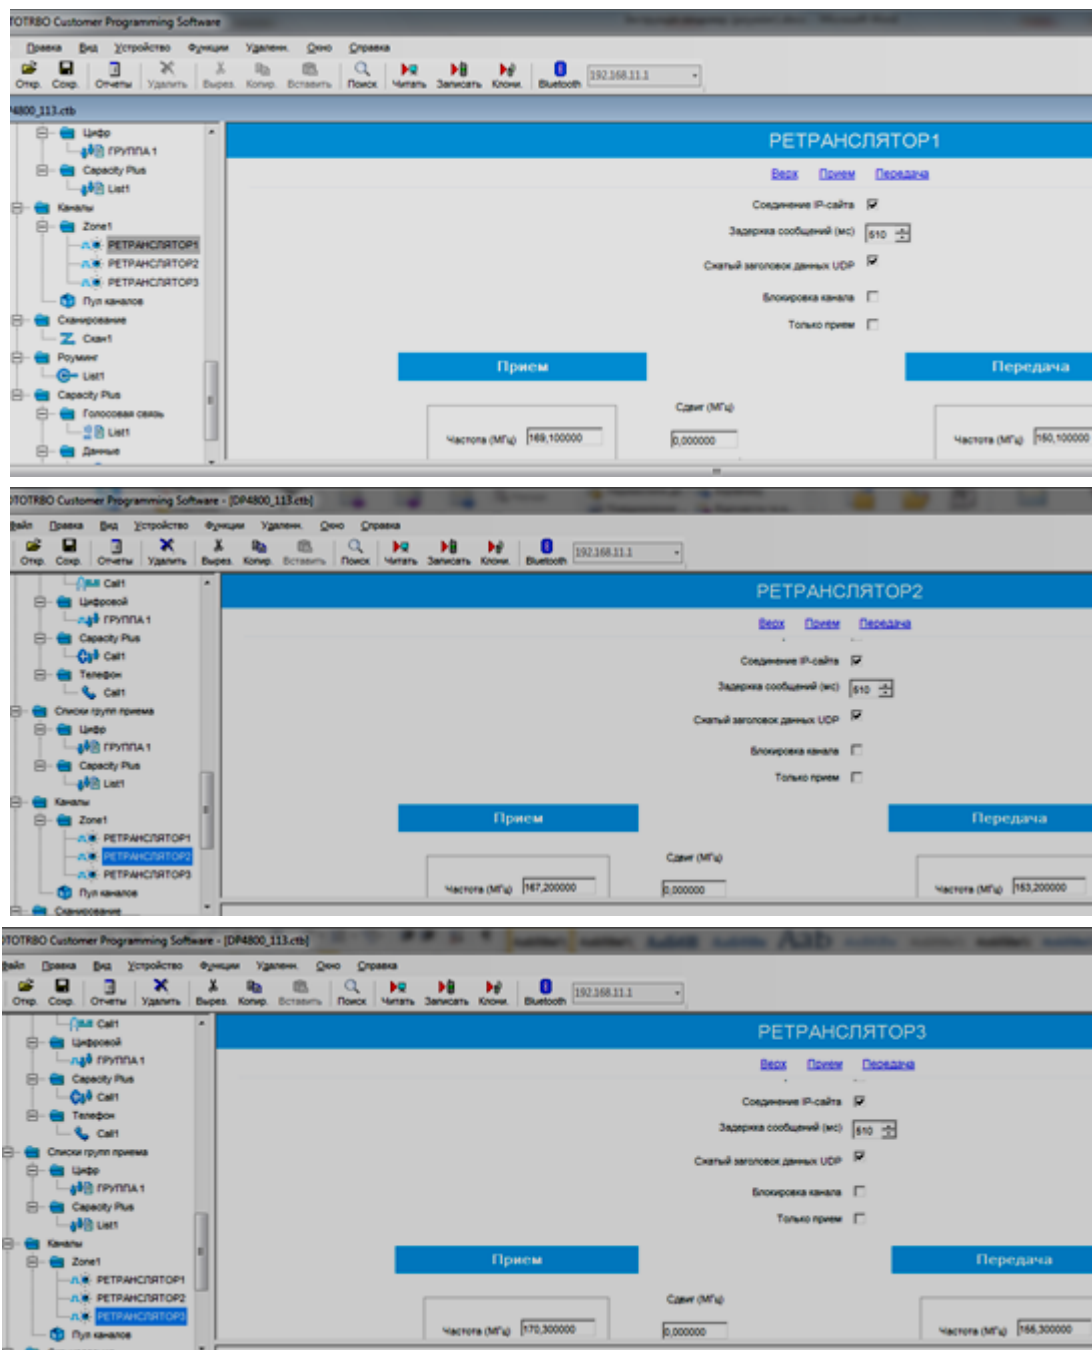 OTOTRBO Customer Programming Software
Правка Вид Устройство Функции Удаленн. Окно Справка
Откр. Сохр. Отчеты Удалить Вырез. Копир. Вставить Поиск Читать Записать Клони. Bluetooth 192.168.11.1
4800_113.ctb
Цифр
ГРУППА 1
Capacity Plus
List1
Каналы
Zone1
РЕТРАНСЛЯТОР1
РЕТРАНСЛЯТОР2
РЕТРАНСЛЯТОР3
Пул каналов
Сканирование
Скан1
Роуминг
List1
Capacity Plus
Голосовая связь
List1
Данные
РЕТРАНСЛЯТОР1
Верх Прием Передача
Соединение IP-сайта
Задержка сообщений (мс) 510
Сжатый заголовок данных UDP
Блокировка канала
Только прием
Прием Передача
Сдвиг (МГц)
Частота (МГц) 169,100000 0,000000 Частота (МГц)
OTOTRBO Customer Programming Software - [DP4800_113.ctb]
Файл Правка Вид Устройство Функции Удаленн. Окно Справка
Откр. Сохр. Отчеты Удалить Вырез. Копир. Вставить Поиск Читать Записать Клони. Bluetooth 192.168.11.1
Call1
Цифровой
ГРУППА 1
Capacity Plus
Call1
Телефон
Call1
Списки групп приема
Цифр
ГРУППА 1
Capacity Plus
List1
Каналы
Zone1
РЕТРАНСЛЯТОР1
РЕТРАНСЛЯТОР2
РЕТРАНСЛЯТОР3
Пул каналов
Сканирование
РЕТРАНСЛЯТОР2
Верх Прием Передача
Соединение IP-сайта
Задержка сообщений (мс) 510
Сжатый заголовок данных UDP
Блокировка канала
Только прием
Прием Передача
Сдвиг (МГц)
Частота (МГц) 167,200000 0,000000 Частота (МГц)
OTOTRBO Customer Programming Software - [DP4800_113.ctb]
Файл Правка Вид Устройство Функции Удаленн. Окно Справка
Откр. Сохр. Отчеты Удалить Вырез. Копир. Вставить Поиск Читать Записать Клони. Bluetooth 192.168.11.1
Call1
Цифровой
ГРУППА 1
Capacity Plus
Call1
Телефон
Call1
Списки групп приема
Цифр
ГРУППА 1
Capacity Plus
List1
Каналы
Zone1
РЕТРАНСЛЯТОР1
РЕТРАНСЛЯТОР2
РЕТРАНСЛЯТОР3
Пул каналов
РЕТРАНСЛЯТОР3
Верх Прием Передача
Соединение IP-сайта
Задержка сообщений (мс) 510
Сжатый заголовок данных UDP
Блокировка канала
Только прием
Прием Передача
Сдвиг (МГц)
Частота (МГц) 170,300000 0,000000 Частота (МГц)